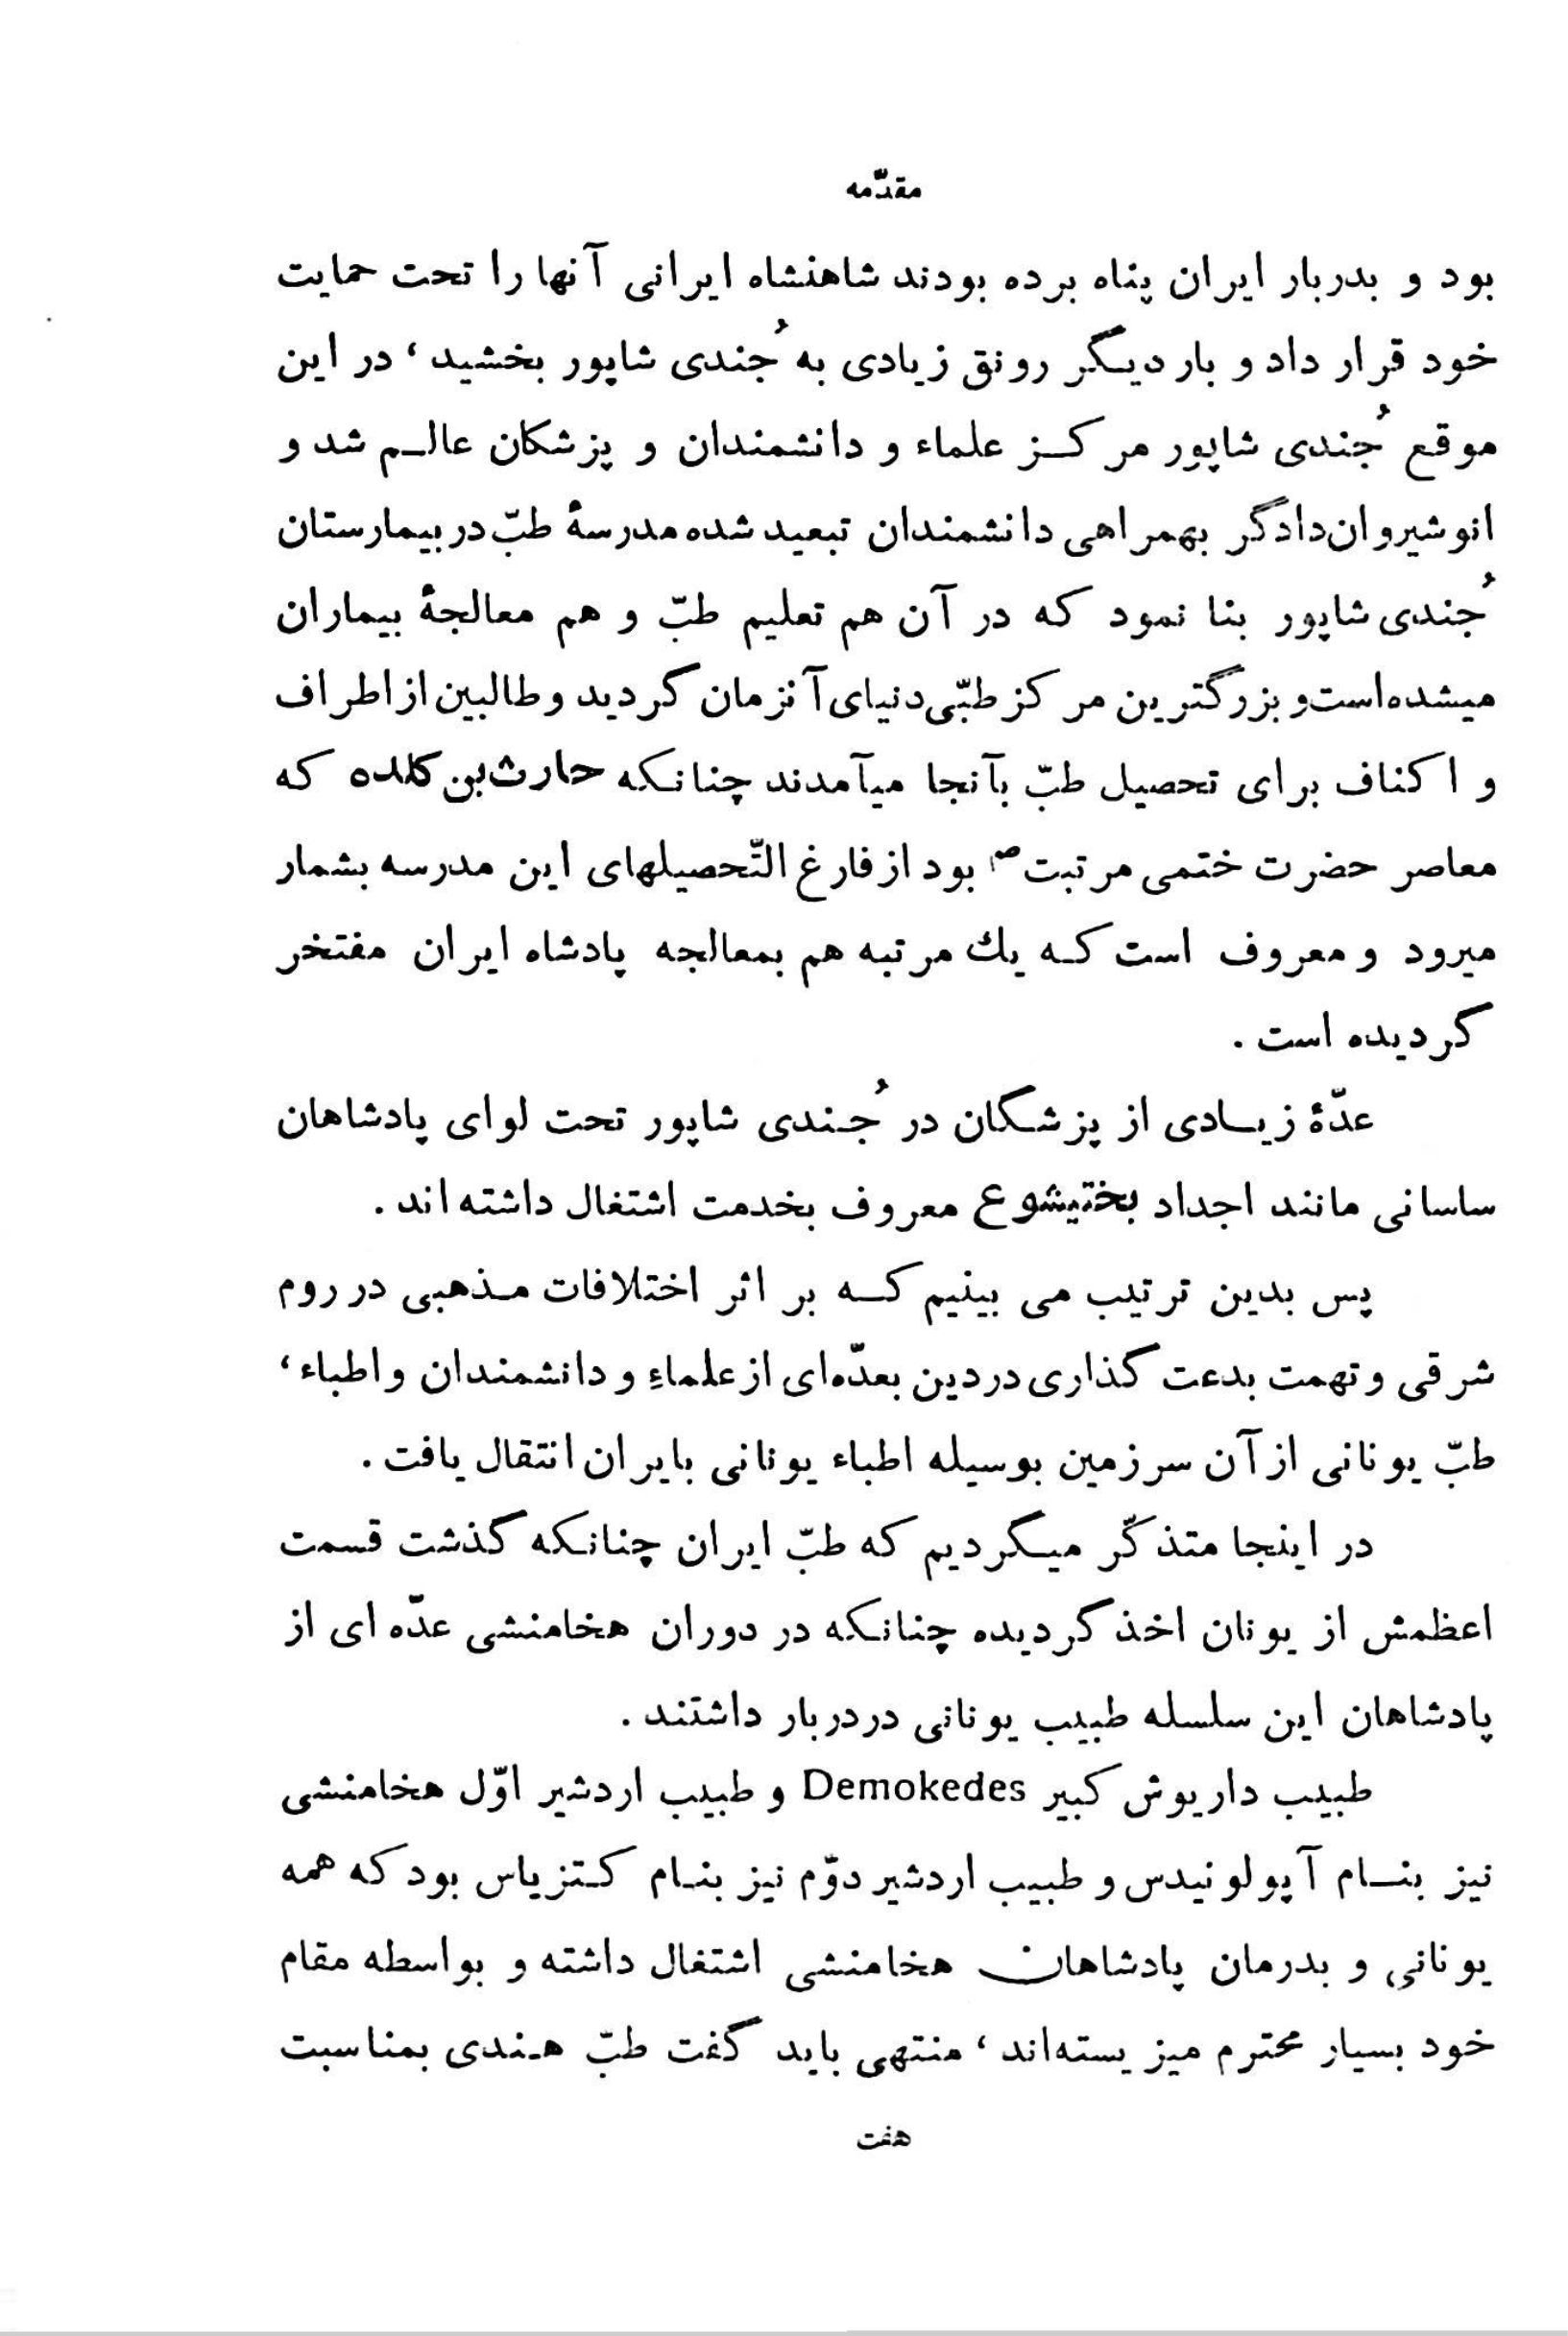 مقدّمه
بود و بدربار ایران پناه برده بودند شاهنشاه ایرانی آنها را تحت حمایت
خود قرار داد و بار دیگر رونق زیادی به جُندی شاپور بخشید ، در این
موقع جُندی شاپور مرکز علماء و دانشمندان و پزشکان عالم شد و
انوشیروان دادگر بهمراهی دانشمندان تبعید شده مدرسهٔ طبّ در بیمارستان
جُندی شاپور بنا نمود که در آن هم تعلیم طبّ و هم معالجهٔ بیماران
میشده‌است و بزرگترین مرکز طبّی دنیای آنزمان گردید و طالبین از اطراف
و اکناف برای تحصیل طبّ بآنجا میآمدند چنانکه حارث‌بن کلده که
معاصر حضرت ختمی مرتبت ص بود از فارغ التّحصیلهای این مدرسه بشمار
میرود و معروف است که یك مرتبه هم بمعالجه پادشاه ایران مفتخر
گردیده است .
عدّهٔ زیادی از پزشکان در جُندی شاپور تحت لوای پادشاهان
ساسانی مانند اجداد بختیشوع معروف بخدمت اشتغال داشته اند .
پس بدین ترتیب می بینیم که بر اثر اختلافات مذهبی در روم
شرقی و تهمت بدعت گذاری در دین بعدّه‌ای از علماءِ و دانشمندان و اطباء ،
طبّ یونانی از آن سرزمین بوسیله اطباء یونانی بایران انتقال یافت .
در اینجا متذکّر میگردیم که طبّ ایران چنانکه گذشت قسمت
اعظمش از یونان اخذ گردیده چنانکه در دوران هخامنشی عدّه ای از
پادشاهان این سلسله طبیب یونانی در دربار داشتند .
طبیب داریوش کبیر Demokedes و طبیب اردشیر اوّل هخامنشی
نیز بنام آپولونیدس و طبیب اردشیر دوّم نیز بنام کتزیاس بود که همه
یونانی و بدرمان پادشاهان هخامنشی اشتغال داشته و بواسطه مقام
خود بسیار محترم میزیسته‌اند ، منتهی باید گفت طبّ هندی بمناسبت
هفت